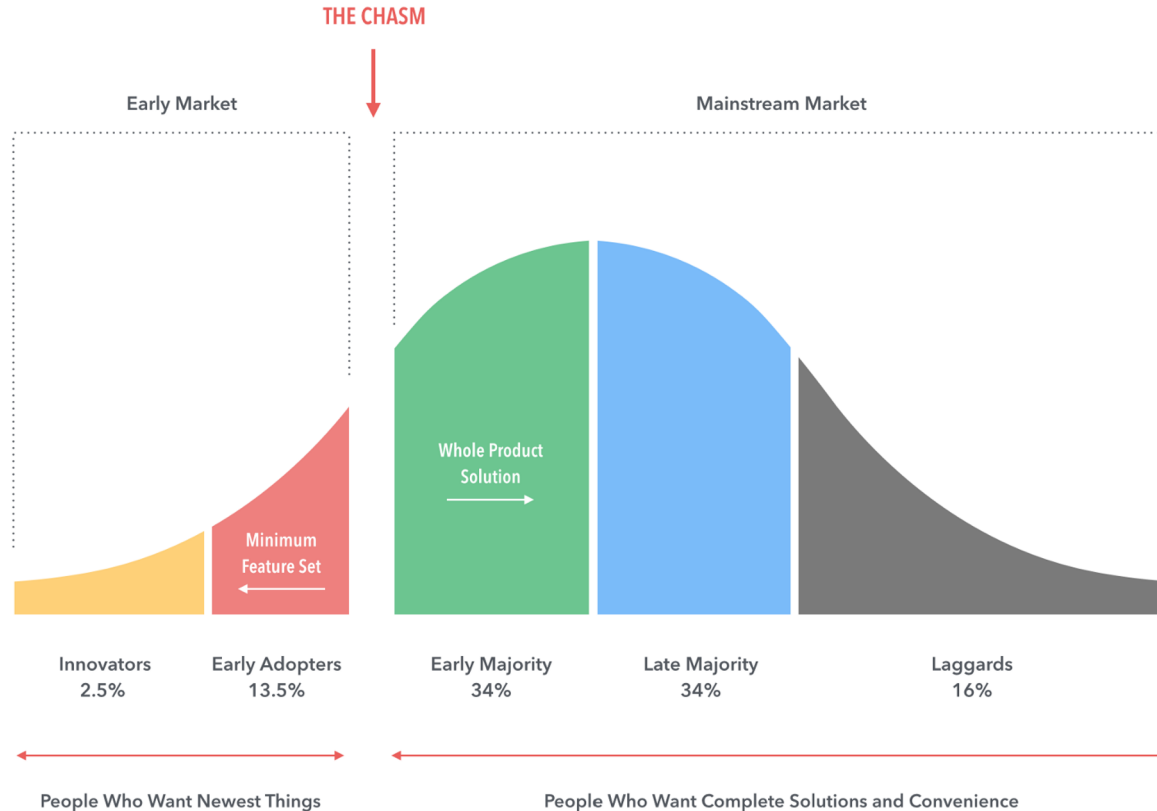 THE CHASM
Early Market
Mainstream Market
Whole Product
Solution
Minimum
Feature Set
Innovators
2.5%
Early Adopters
13.5%
Early Majority
34%
Late Majority
34%
Laggards
16%
People Who Want Newest Things
People Who Want Complete Solutions and Convenience